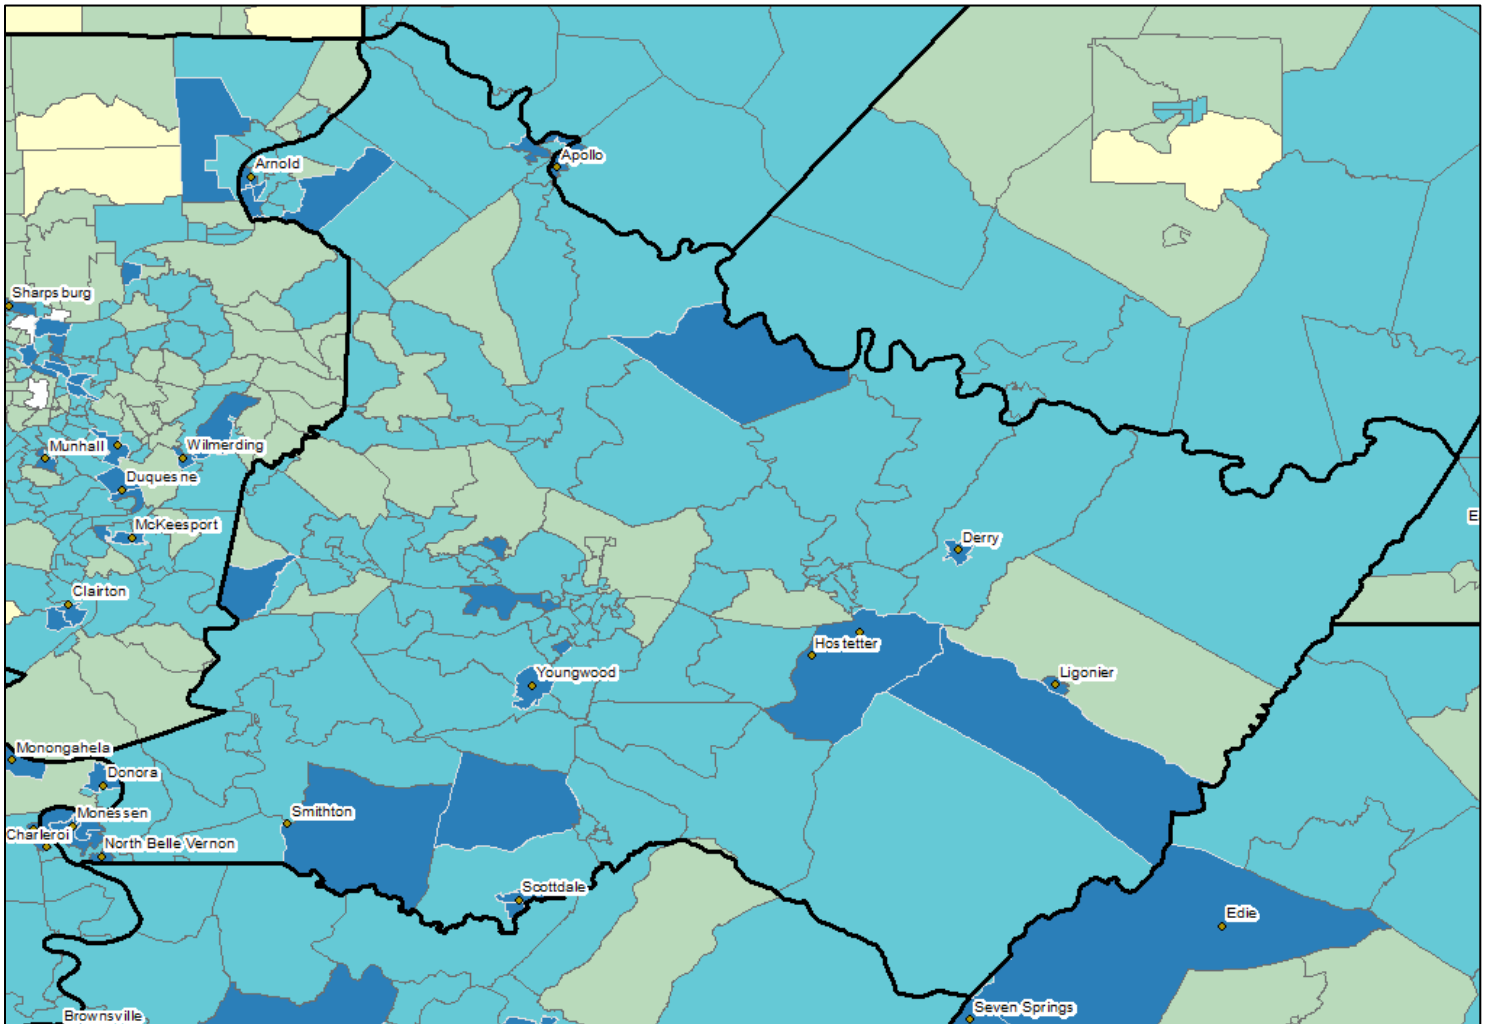 Arnold
Apollo
Sharpsburg
Munhall
Wilmerding
Duquesne
E
McKeesport
Derry
Clairton
Hostetter
Youngwood
Ligonier
Monongahela
Donora
Monessen
Smithton
Charleroi
North Belle Vernon
Scottdale
Edie
Seven Springs
Brownsville